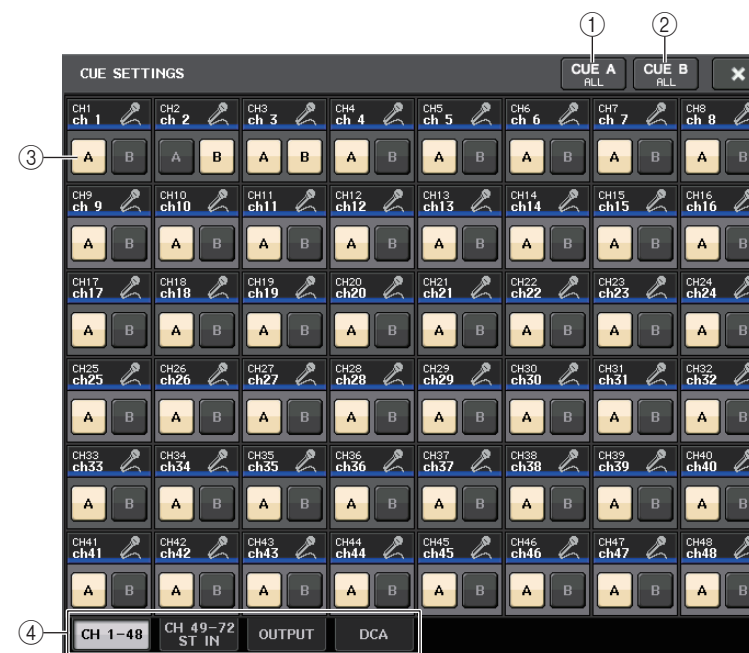 ① ②
CUE SETTINGS CUE A ALL CUE B ALL ×
CH1 CH2 CH3 CH4 CH5 CH6 CH7 CH8
ch 1 ch 2 ch 3 ch 4 ch 5 ch 6 ch 7 ch 8
③ A B A B A B A B A B A B A B A B
CH9 CH10 CH11 CH12 CH13 CH14 CH15 CH16
ch 9 ch10 ch11 ch12 ch13 ch14 ch15 ch16
A B A B A B A B A B A B A B A B
CH17 CH18 CH19 CH20 CH21 CH22 CH23 CH24
ch17 ch18 ch19 ch20 ch21 ch22 ch23 ch24
A B A B A B A B A B A B A B A B
CH25 CH26 CH27 CH28 CH29 CH30 CH31 CH32
ch25 ch26 ch27 ch28 ch29 ch30 ch31 ch32
A B A B A B A B A B A B A B A B
CH33 CH34 CH35 CH36 CH37 CH38 CH39 CH40
ch33 ch34 ch35 ch36 ch37 ch38 ch39 ch40
A B A B A B A B A B A B A B A B
CH41 CH42 CH43 CH44 CH45 CH46 CH47 CH48
ch41 ch42 ch43 ch44 ch45 ch46 ch47 ch48
A B A B A B A B A B A B A B A B
④ CH 1-48 CH 49-72 ST IN OUTPUT DCA